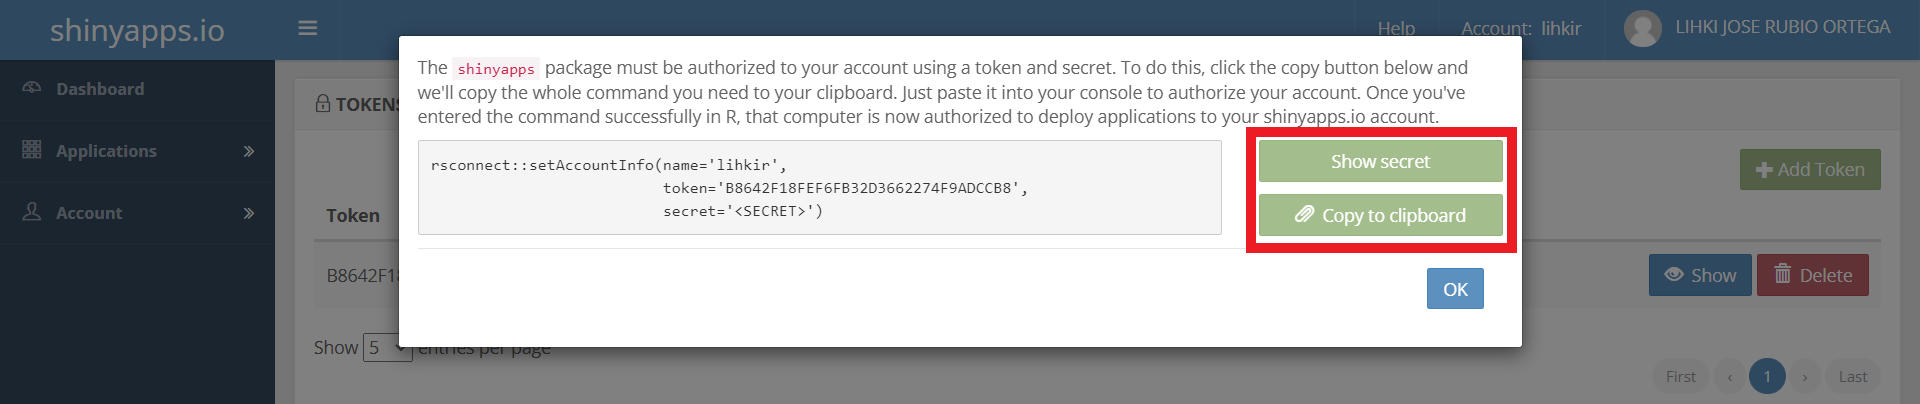 shinyapps.io
Help
Account: lihkir
LIHKI JOSE RUBIO ORTEGA
Dashboard
Applications
Account
TOKENS
Add Token
Token
The shinyapps package must be authorized to your account using a token and secret. To do this, click the copy button below and
we'll copy the whole command you need to your clipboard. Just paste it into your console to authorize your account. Once you've
entered the command successfully in R, that computer is now authorized to deploy applications to your shinyapps.io account.
rsconnect::setAccountInfo(name='lihkir',
token='B8642F18FEF6FB32D3662274F9ADCCB8',
secret='<SECRET>')
Show secret
Copy to clipboard
OK
B8642F18
Show
Delete
Show 5 entries per page
First ‹ 1 › Last